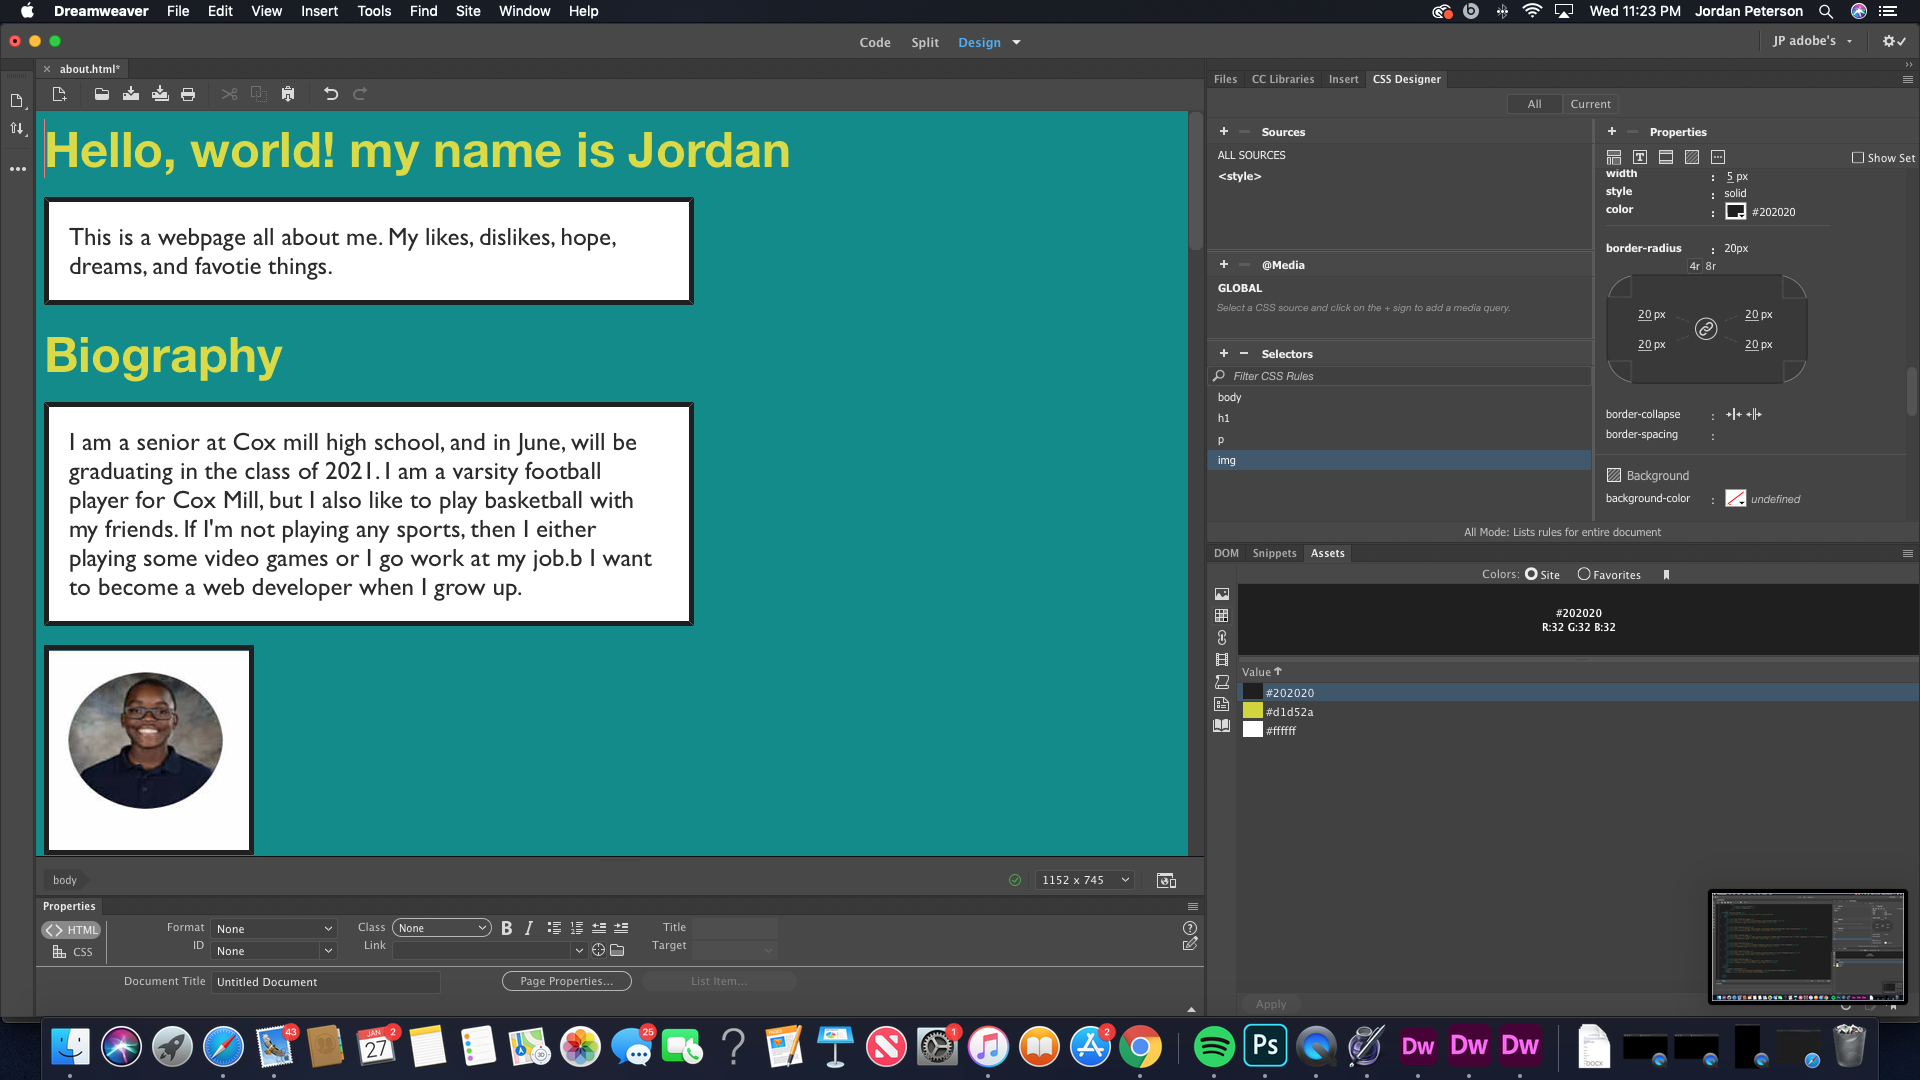 Dreamweaver File Edit View Insert Tools Find Site Window Help
Wed 11:23 PM Jordan Peterson
Code Split Design
JP adobe's
about.html*
Files CC Libraries Insert CSS Designer
All Current
Hello, world! my name is Jordan
This is a webpage all about me. My likes, dislikes, hope,
dreams, and favotie things.
Biography
I am a senior at Cox mill high school, and in June, will be
graduating in the class of 2021. I am a varsity football
player for Cox Mill, but I also like to play basketball with
my friends. If I'm not playing any sports, then I either
playing some video games or I go work at my job.b I want
to become a web developer when I grow up.
Sources
ALL SOURCES
<style>
@Media
GLOBAL
Select a CSS source and click on the + sign to add a media query.
Selectors
Filter CSS Rules
body
h1
p
img
Properties
Show Set
width : 5 px
style : solid
color : #202020
border-radius : 20px
4r 8r
20 px 20 px
20 px 20 px
border-collapse :
border-spacing :
Background
background-color : undefined
All Mode: Lists rules for entire document
DOM Snippets Assets
Colors: Site Favorites
#202020
R:32 G:32 B:32
Value
#202020
#d1d52a
#ffffff
Apply
body
1152 x 745
Properties
HTML
CSS
Format None
ID None
Class None
Link
B I
Title
Target
Document Title Untitled Document
Page Properties...
List Item...
43
JAN
27
2
25
1
2
Ps
Dw
Dw
Dw
DOCX